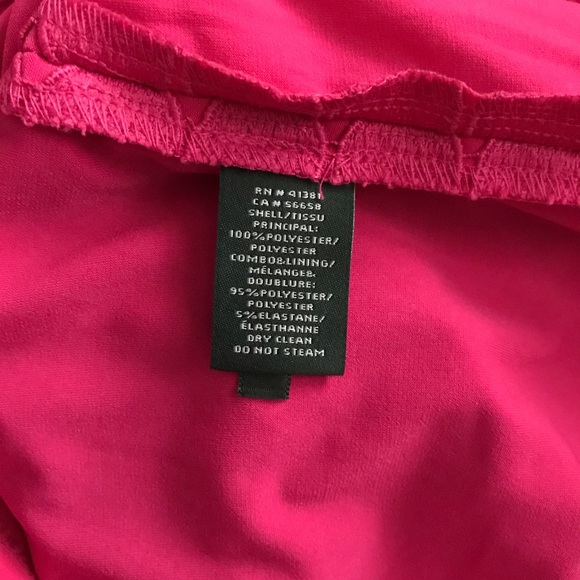 RN # 41381
CA # 56658
SHELL/TISSU
PRINCIPAL:
100%POLYESTER/
POLYESTER
COMBO&LINING/
MÉLANGE&
DOUBLURE:
95%POLYESTER/
POLYESTER
5%ELASTANE/
ÉLASTHANNE
DRY CLEAN
DO NOT STEAM